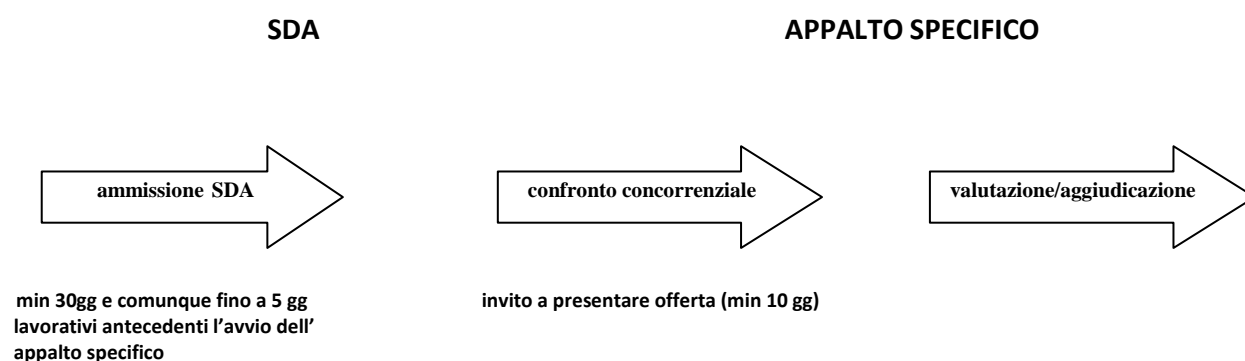 SDA
APPALTO SPECIFICO
ammissione SDA
confronto concorrenziale
valutazione/aggiudicazione
min 30gg e comunque fino a 5 gg
lavorativi antecedenti l’avvio dell’
appalto specifico
invito a presentare offerta (min 10 gg)